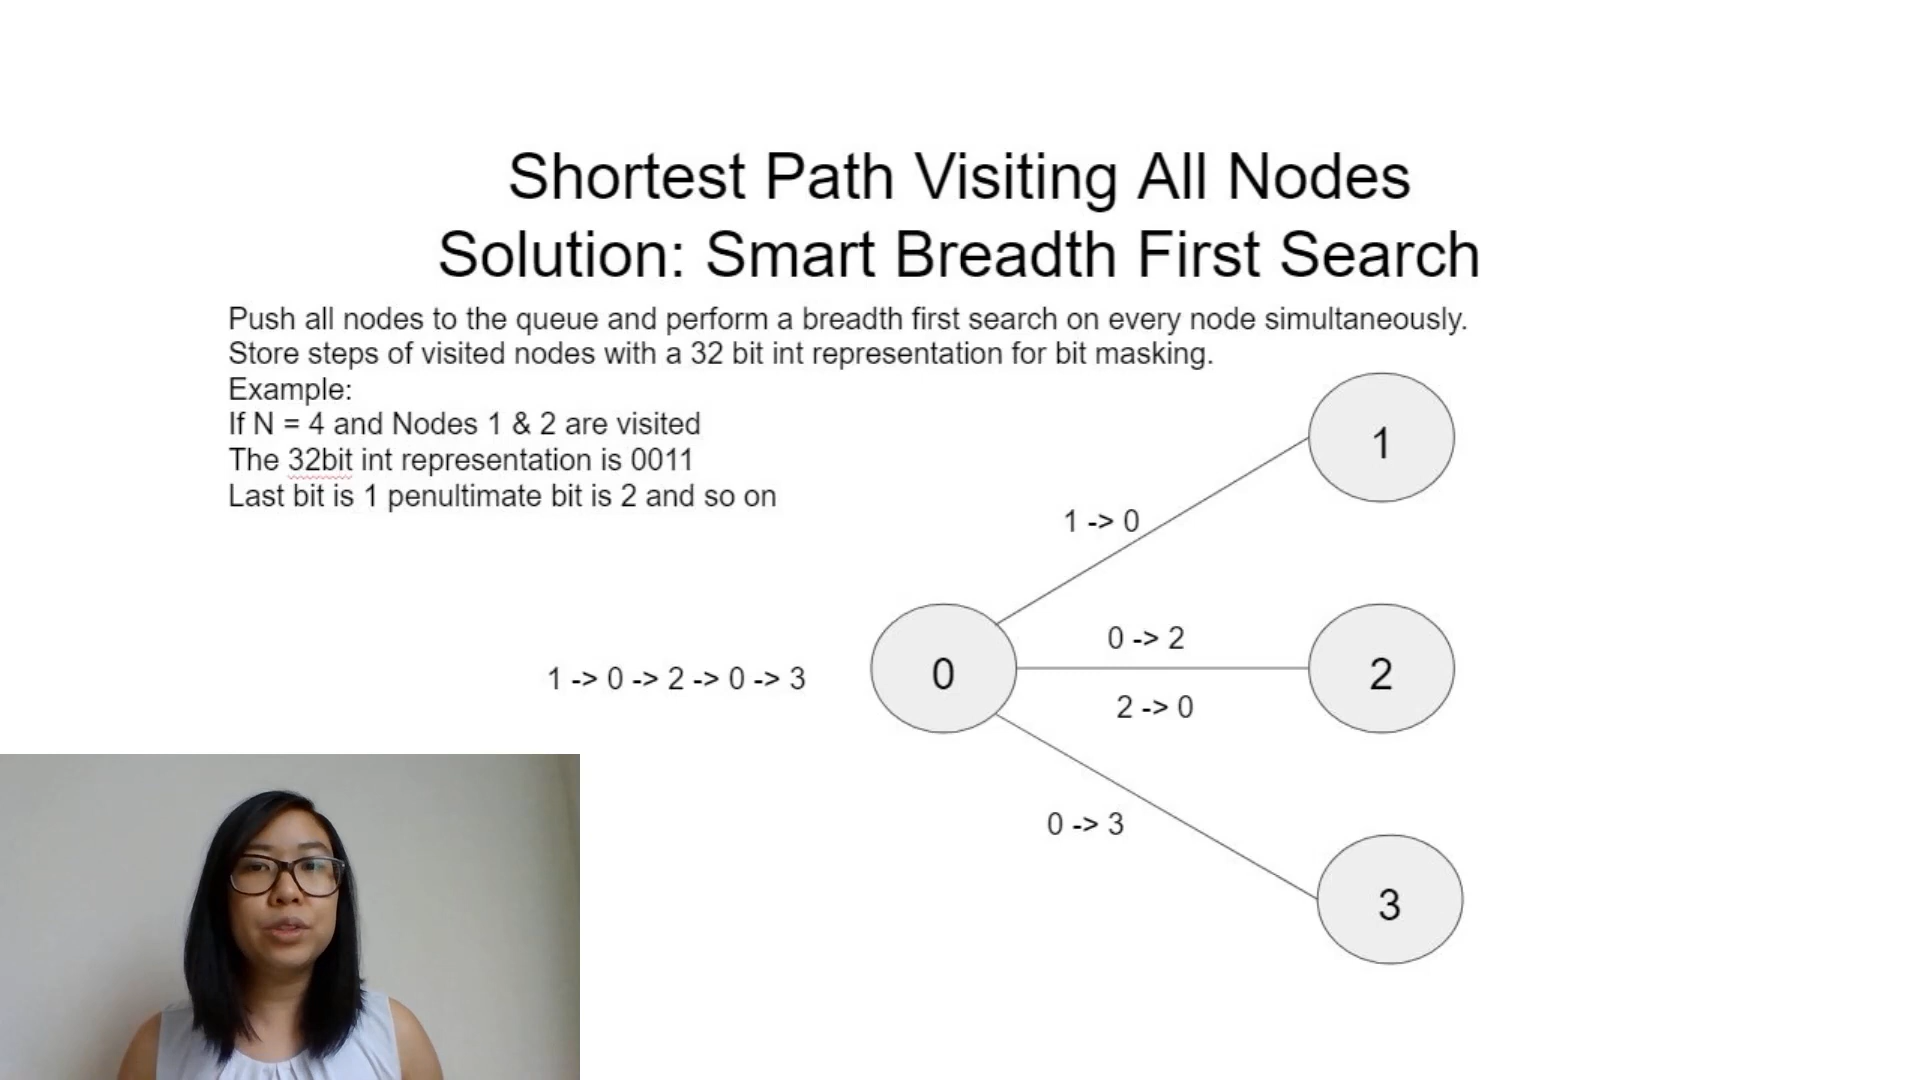 Shortest Path Visiting All Nodes
Solution: Smart Breadth First Search
Push all nodes to the queue and perform a breadth first search on every node simultaneously.
Store steps of visited nodes with a 32 bit int representation for bit masking.
Example:
If N = 4 and Nodes 1 & 2 are visited
The 32bit int representation is 0011
Last bit is 1 penultimate bit is 2 and so on
1
1 -> 0
0 -> 2
1 -> 0 -> 2 -> 0 -> 3
0
2
2 -> 0
0 -> 3
3